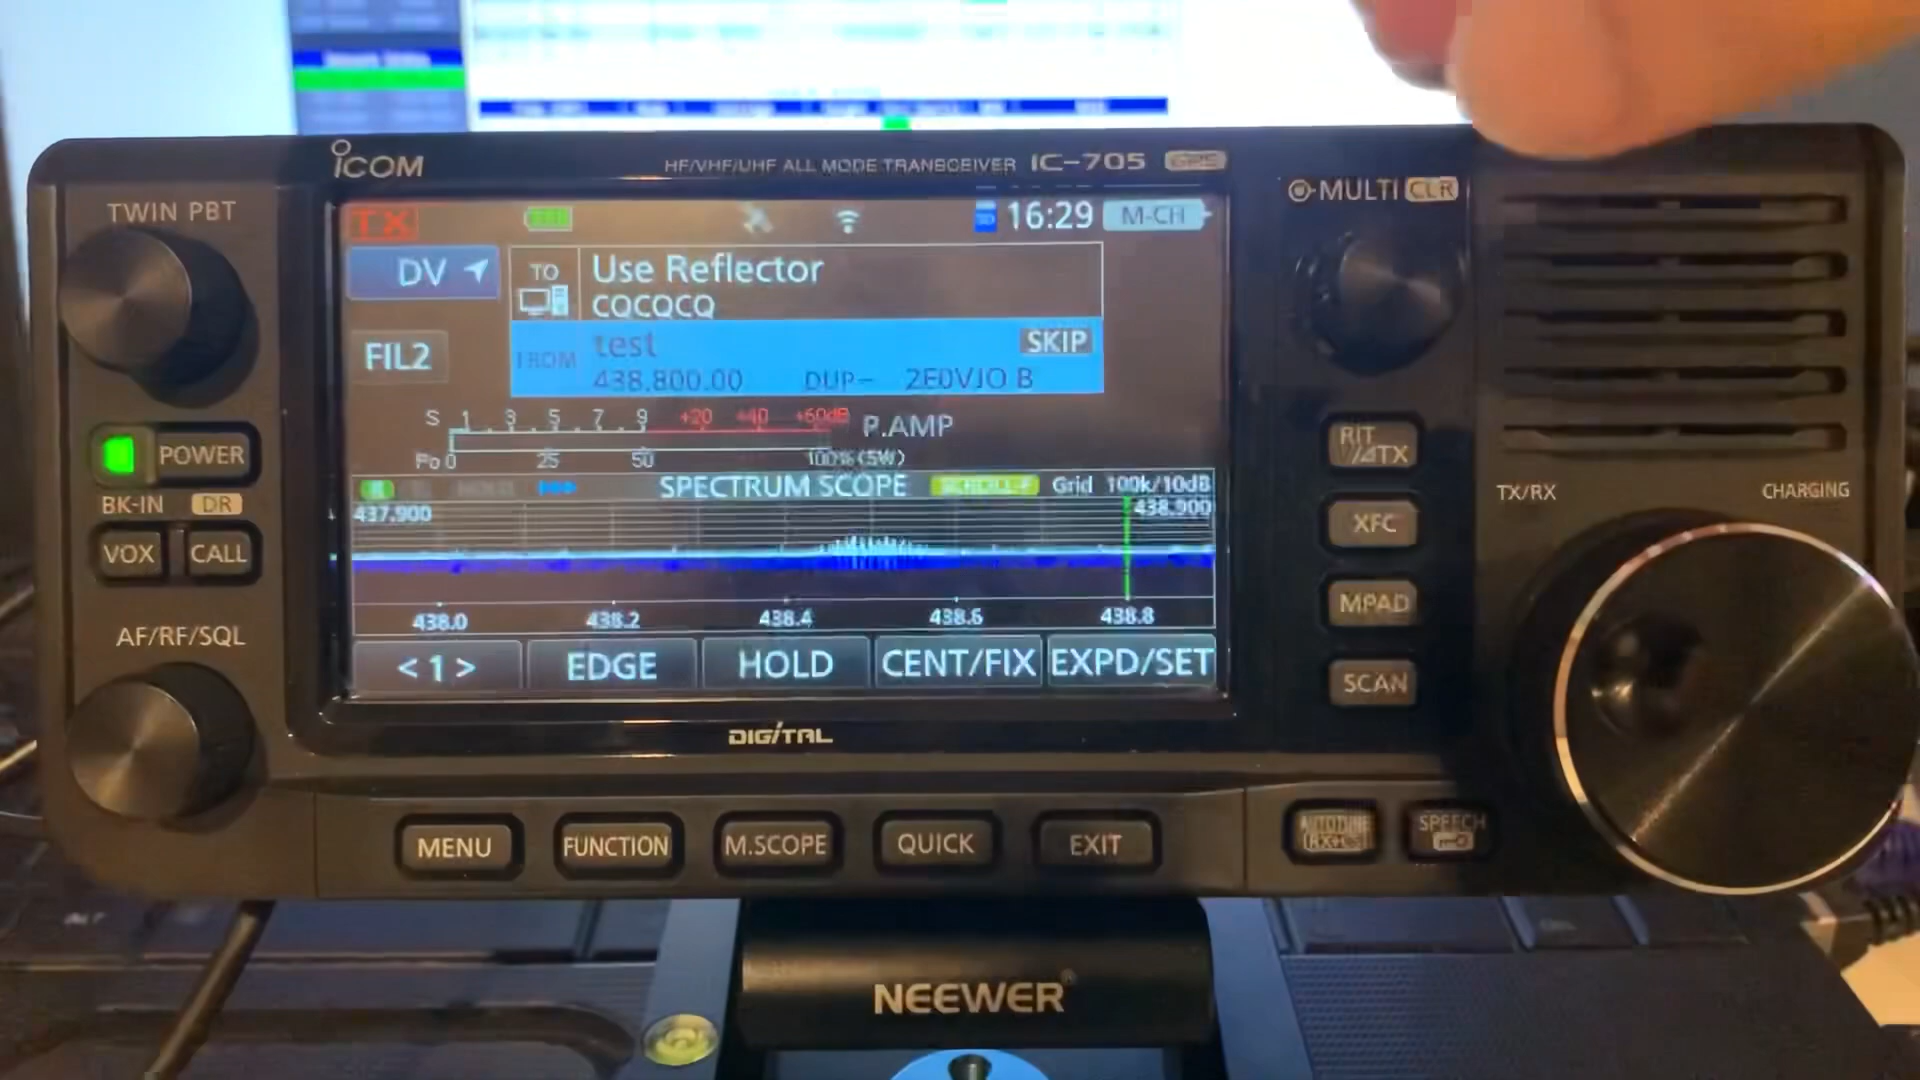 ICOM
HF/VHF/UHF ALL MODE TRANSCEIVER IC-705 GPS
TWIN PBT
MULTI CLR
TX
SD 16:29 M-CH
DV
TO Use Reflector
CQCQCQ
FIL2
FROM test SKIP
438.800.00 DUP- 2E0VJO B
S 1 3 5 7 9 +20 +40 +60dB P.AMP
Po 0 25 50 100% (5W)
SPECTRUM SCOPE SCROLL-F Grid 100k/10dB
437.900 438.900
438.0 438.2 438.4 438.6 438.8
<1> EDGE HOLD CENT/FIX EXPD/SET
DIGITAL
POWER
BK-IN DR
VOX CALL
AF/RF/SQL
RIT
/⊿TX
XFC
MPAD
SCAN
TX/RX CHARGING
MENU FUNCTION M.SCOPE QUICK EXIT
AUTOTUNE
SPEECH
NEEWER®